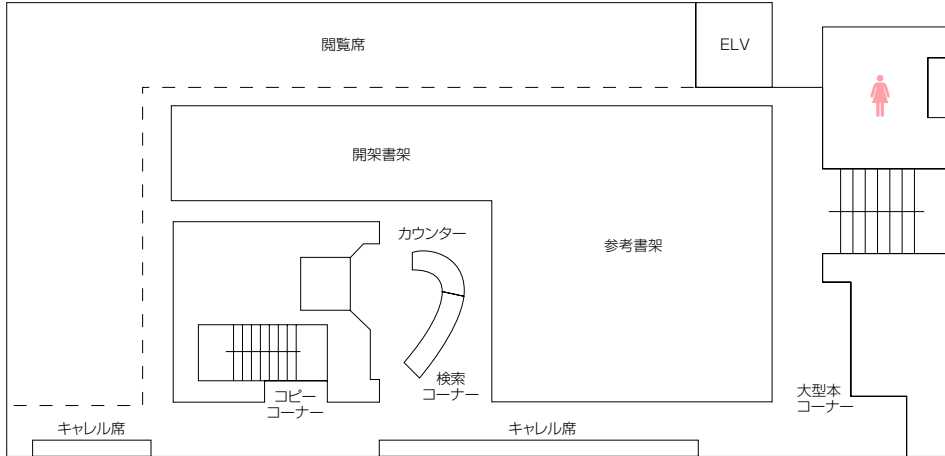 閲覧席
ELV
開架書架
カウンター
参考書架
検索
コーナー
コピー
コーナー
大型本
コーナー
キャレル席
キャレル席